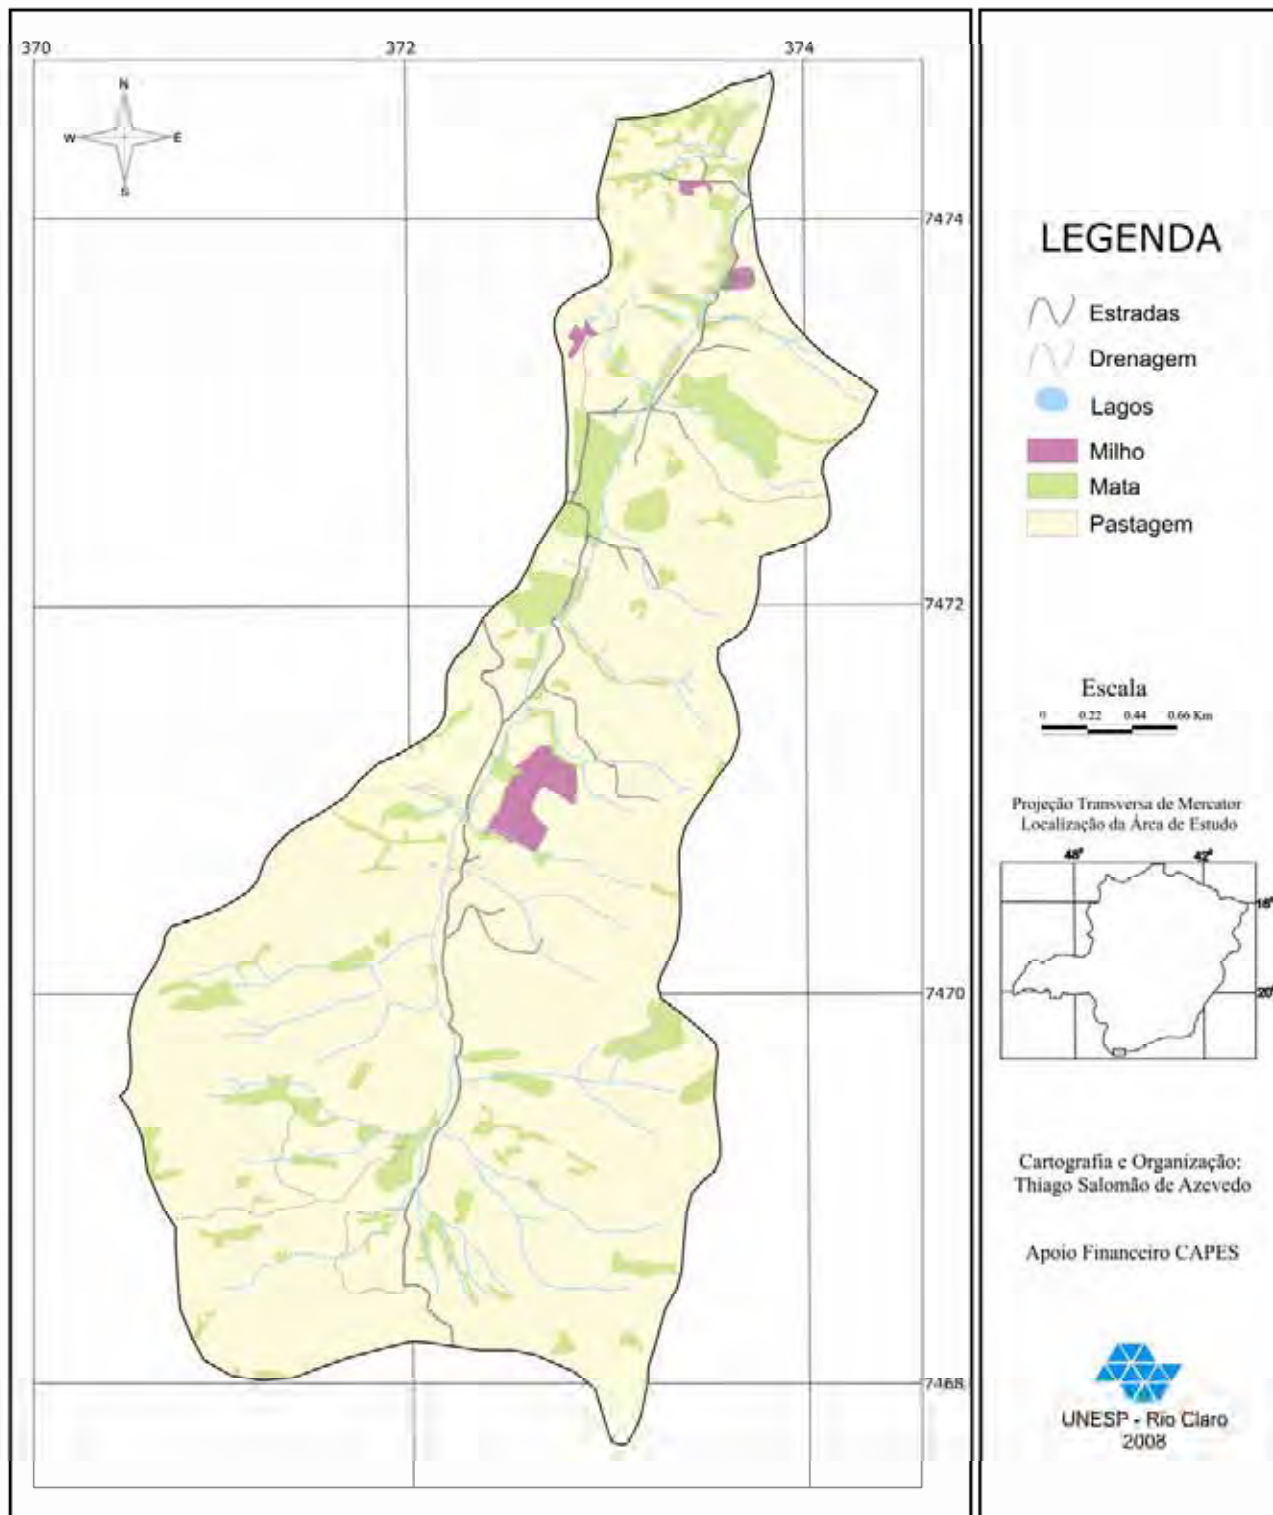 370
372
374
N
W
E
S
7474
7472
7470
7468
LEGENDA
Estradas
Drenagem
Lagos
Milho
Mata
Pastagem
Escala
0 0.22 0.44 0.66 Km
Projeção Transversa de Mercator
Localização da Área de Estudo
48°
42°
16°
20°
Cartografia e Organização:
Thiago Salomão de Azevedo
Apoio Financeiro CAPES
UNESP - Rio Claro
2008